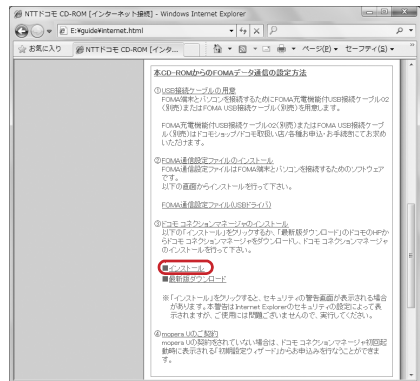 NTTドコモ CD-ROM [インターネット接続] - Windows Internet Explorer
E:¥guide¥internet.html
お気に入り NTTドコモ CD-ROM [インタ... ページ(P) セーフティ(S)
本CD-ROMからのFOMAデータ通信の設定方法
①USB接続ケーブルの用意
FOMA端末とパソコンを接続するためにFOMA充電機能付USB接続ケーブル02
(別売)またはFOMA USB接続ケーブル(別売)を用意します。
FOMA充電機能付USB接続ケーブル02(別売)またはFOMA USB接続ケーブ
ル(別売)はドコモショップ/ドコモ取扱い店/各種お申込・お手続きにてお求め
いただけます。
②FOMA通信設定ファイルのインストール
FOMA通信設定ファイルはFOMA端末とパソコンを接続するためのソフトウェア
です。
以下の画面からインストールを行って下さい。
FOMA通信設定ファイル(USBドライバ)
③ドコモ コネクションマネージャのインストール
以下の「インストール」をクリックするか、「最新版ダウンロード」のドコモのHPか
らドコモ コネクションマネージャをダウンロードし、ドコモ コネクションマネージャ
のインストールを行って下さい。
■インストール
■最新版ダウンロード
※「インストール」をクリックすると、セキュリティの警告画面が表示される場合
があります。本警告はInternet Explorerのセキュリティの設定によって表
示されますが、ご使用には問題ございませんので、実行してください。
④mopera Uのご契約
mopera Uの契約をされていない場合は、ドコモ コネクションマネージャ初回起
動時に表示される「初期設定ウィザード」からお申込みを行なうことができま
す。